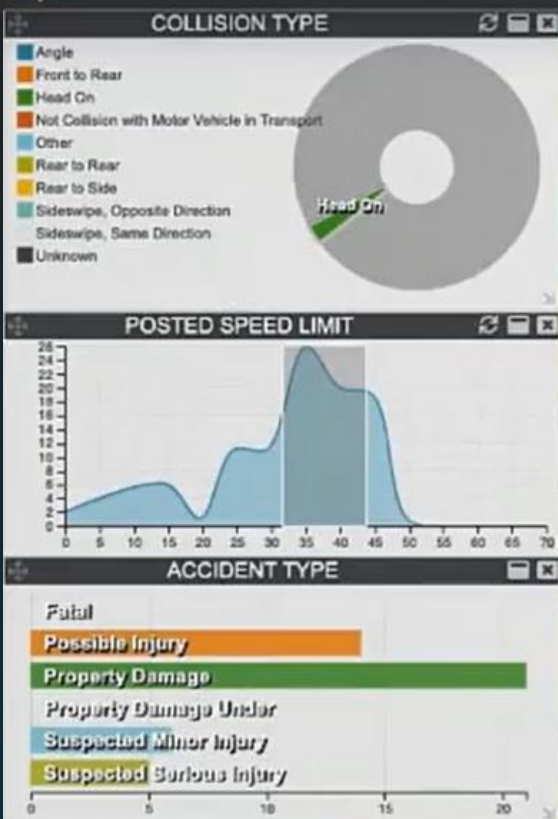 COLLISION TYPE
Angle
Front to Rear
Head On
Not Collision with Motor Vehicle in Transport
Other
Rear to Rear
Rear to Side
Sideswipe, Opposite Direction
Sideswipe, Same Direction
Unknown
Head On
POSTED SPEED LIMIT
26
24
22
20
18
16
14
12
10
8
6
4
2
0
0 5 10 15 20 25 30 35 40 45 50 55 60 65 70
ACCIDENT TYPE
Fatal
Possible Injury
Property Damage
Property Damage Under
Suspected Minor Injury
Suspected Serious Injury
0 5 10 15 20